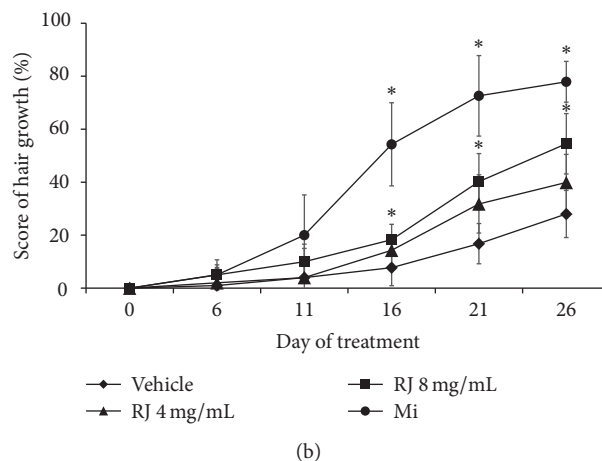 100
80
60
40
20
0
Score of hair growth (%)
* * *
* * *
0 6 11 16 21 26
Day of treatment
Vehicle RJ 8 mg/mL
RJ 4 mg/mL Mi
(b)